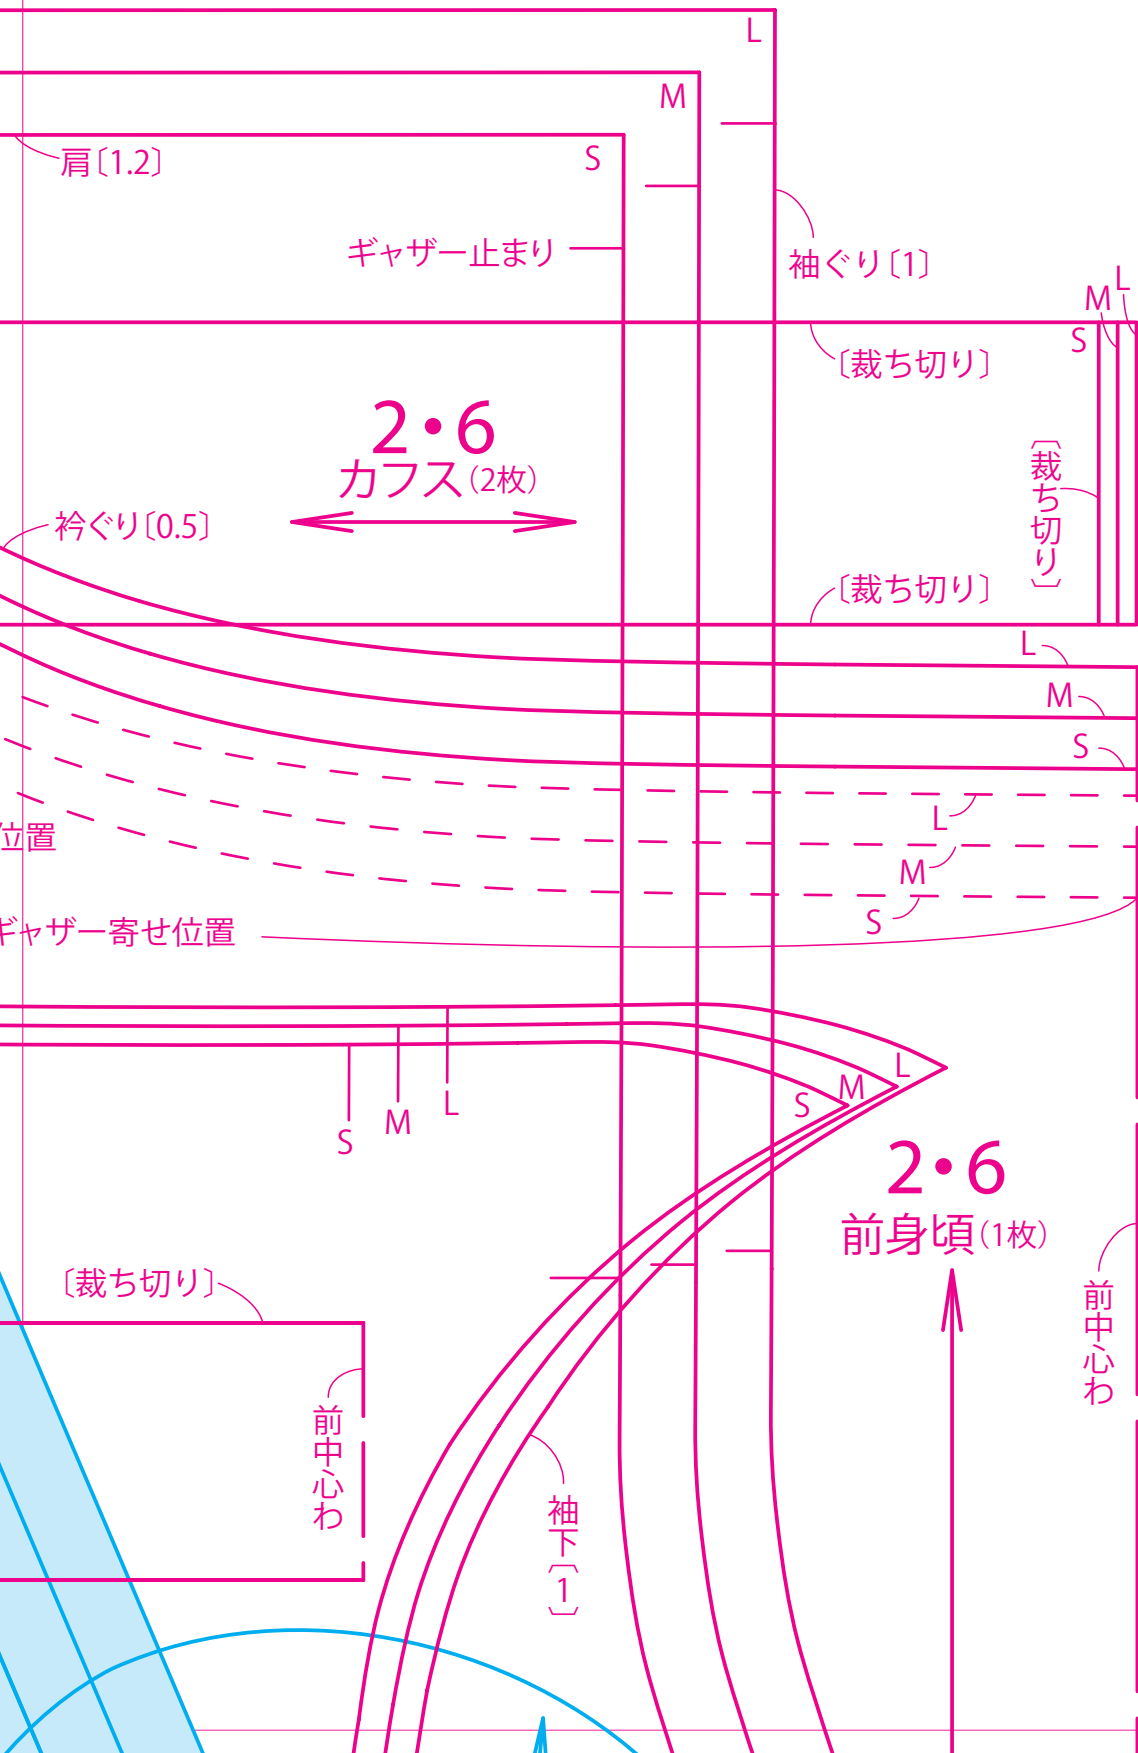 L
M
S
肩〔1.2〕
ギャザー止まり
袖ぐり〔1〕
L
M
S
〔裁ち切り〕
2・6
カフス(2枚)
〔裁ち切り〕
衿ぐり〔0.5〕
〔裁ち切り〕
L
M
S
L
M
S
位置
ギャザー寄せ位置
L
M
S
L
M
S
2・6
前身頃(1枚)
〔裁ち切り〕
前中心わ
前中心わ
袖下〔1〕